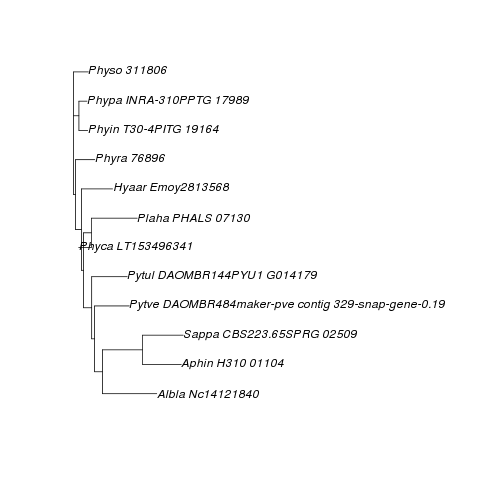 Physo 311806
Phypa INRA-310PPTG 17989
Phyin T30-4PITG 19164
Phyra 76896
Hyaar Emoy2813568
Plaha PHALS 07130
Phyca LT153496341
Pytul DAOMBR144PYU1 G014179
Pytve DAOMBR484maker-pve contig 329-snap-gene-0.19
Sappa CBS223.65SPRG 02509
Aphin H310 01104
Albla Nc14121840